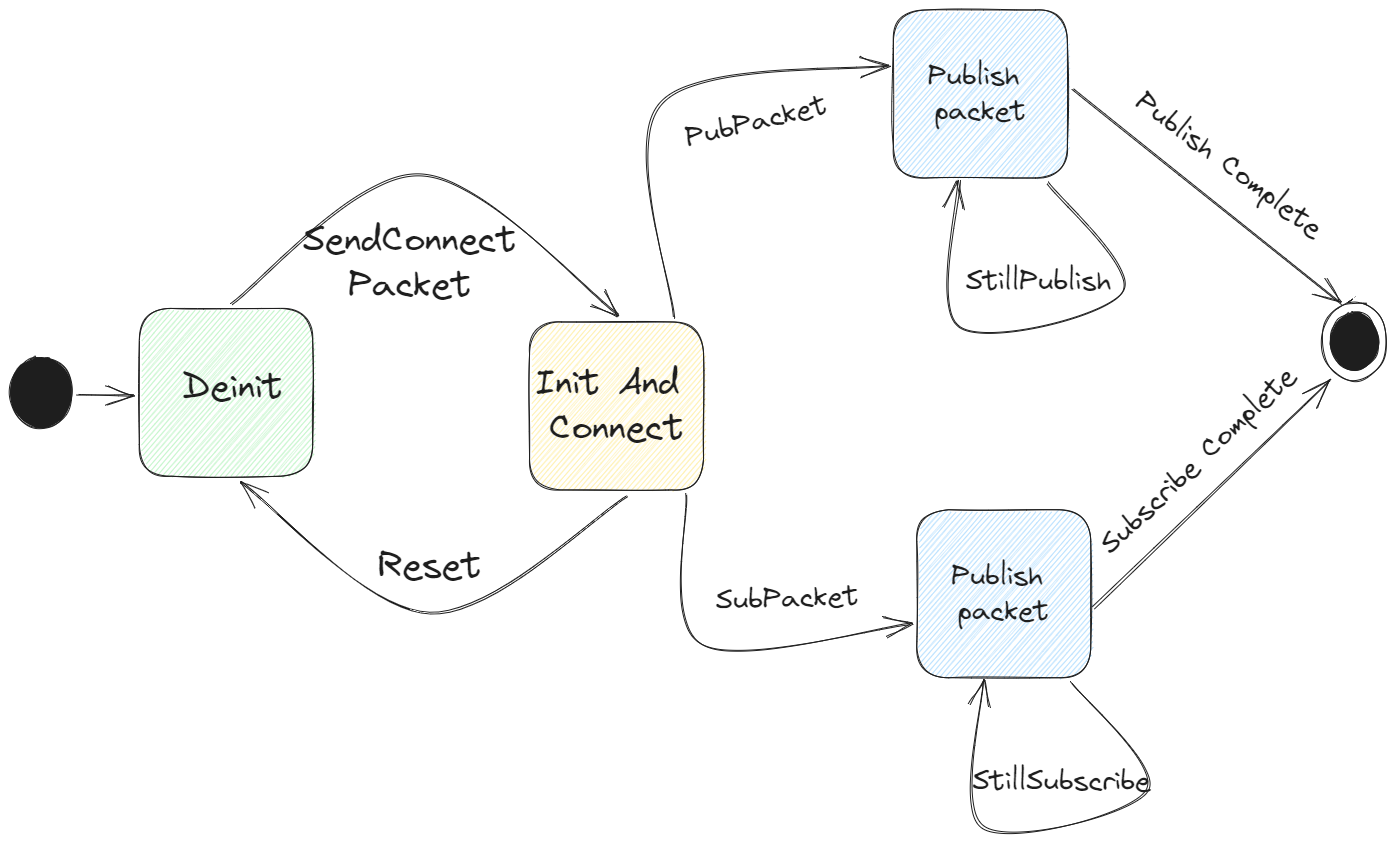 Publish
packet
PubPacket
Publish Complete
SendConnect
Packet
StillPublish
Deinit
Init And
Connect
Reset
SubPacket
Publish
packet
Subscribe Complete
StillSubscribe